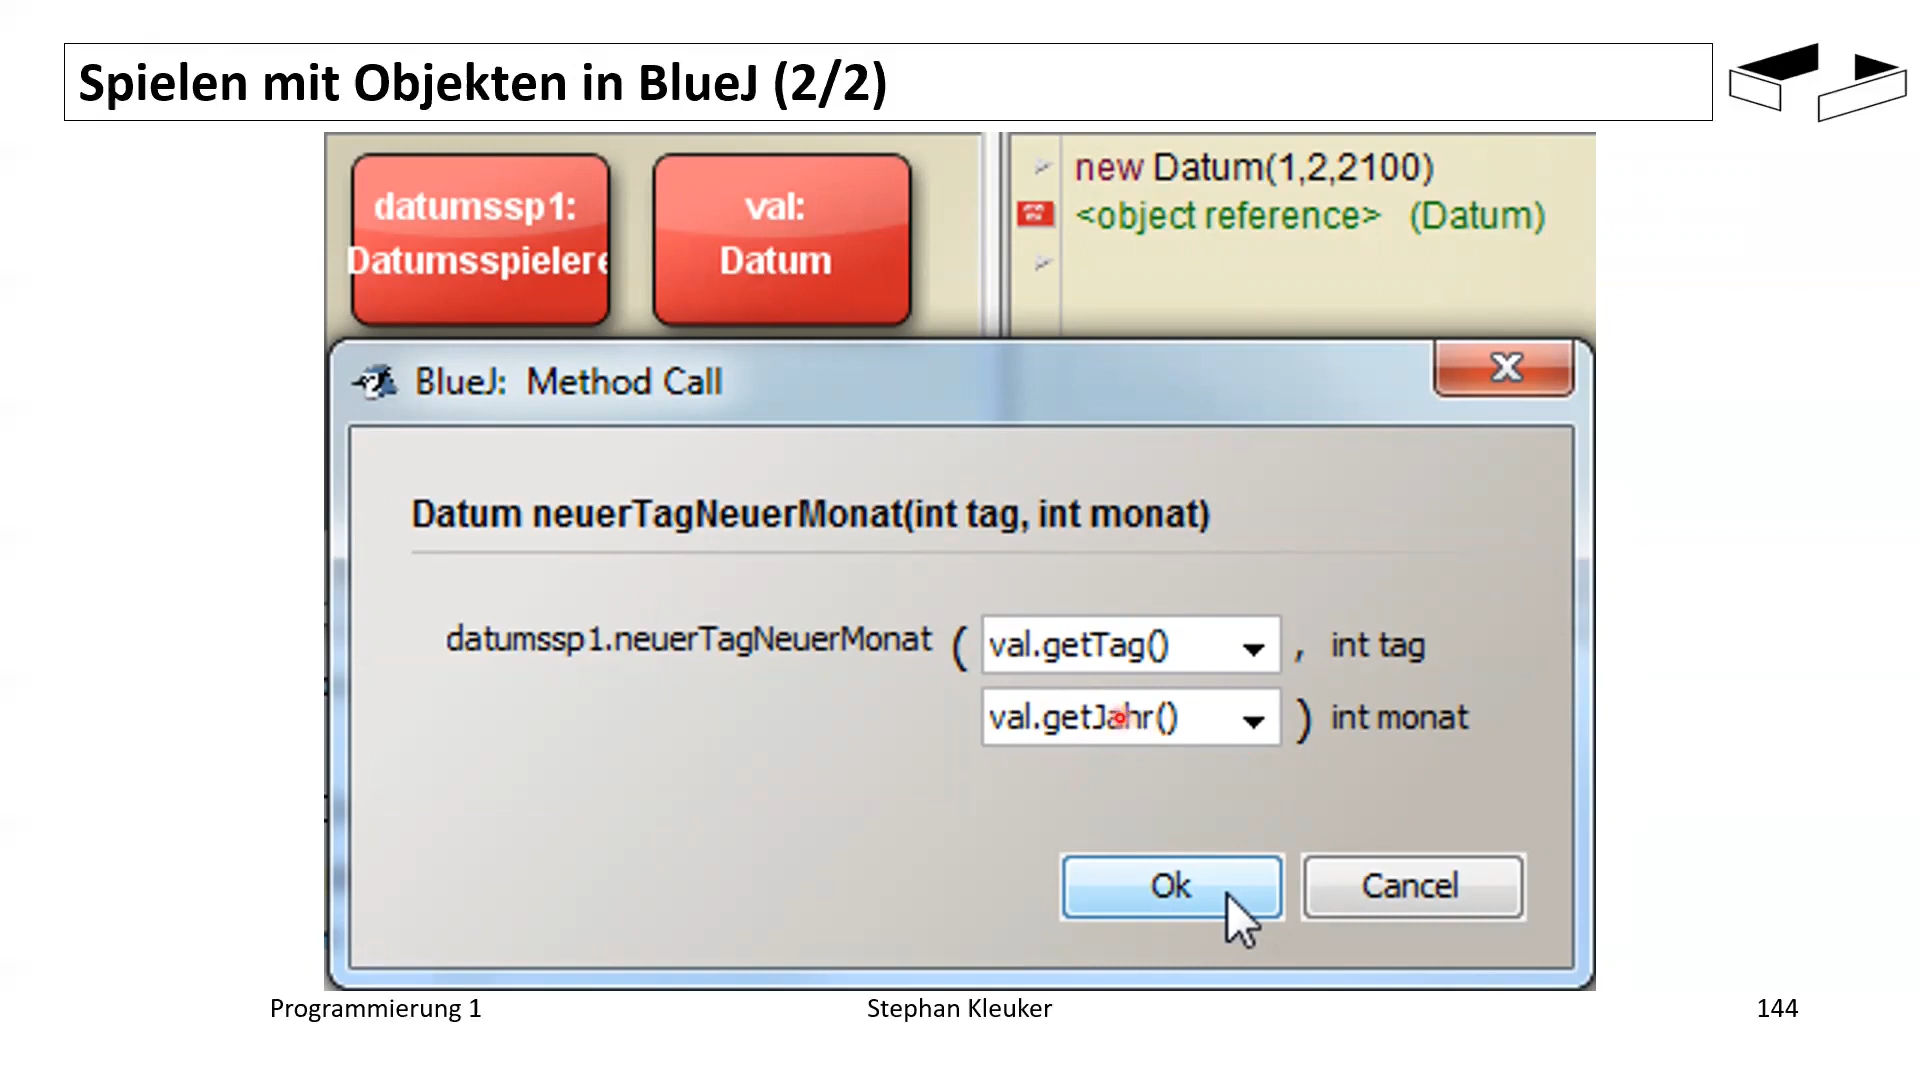 Spielen mit Objekten in BlueJ (2/2)
datumssp1:
Datumsspielere
val:
Datum
new Datum(1,2,2100)
<object reference> (Datum)
BlueJ: Method Call
Datum neuerTagNeuerMonat(int tag, int monat)
datumssp1.neuerTagNeuerMonat ( val.getTag() , int tag
val.getJahr() ) int monat
Ok
Cancel
Programmierung 1
Stephan Kleuker
144